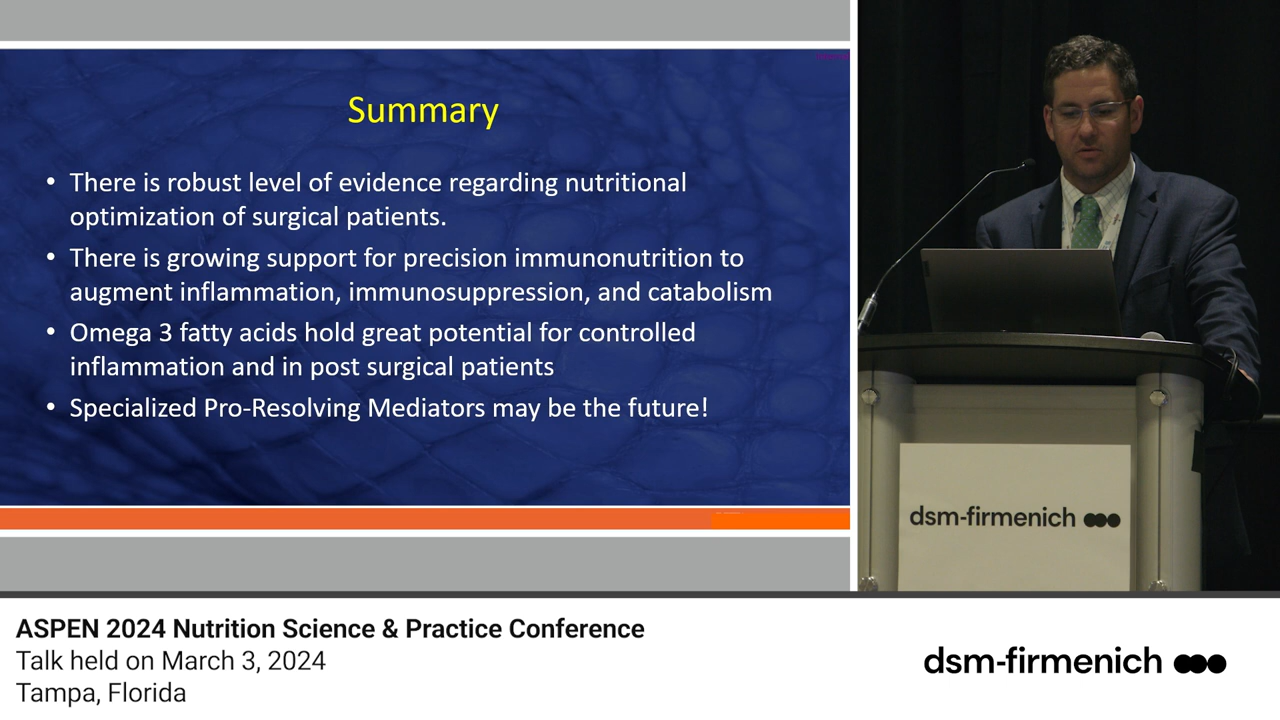 Summary
• There is robust level of evidence regarding nutritional
optimization of surgical patients.
• There is growing support for precision immunonutrition to
augment inflammation, immunosuppression, and catabolism
• Omega 3 fatty acids hold great potential for controlled
inflammation and in post surgical patients
• Specialized Pro-Resolving Mediators may be the future!
dsm-firmenich
ASPEN 2024 Nutrition Science & Practice Conference
Talk held on March 3, 2024
Tampa, Florida
dsm-firmenich